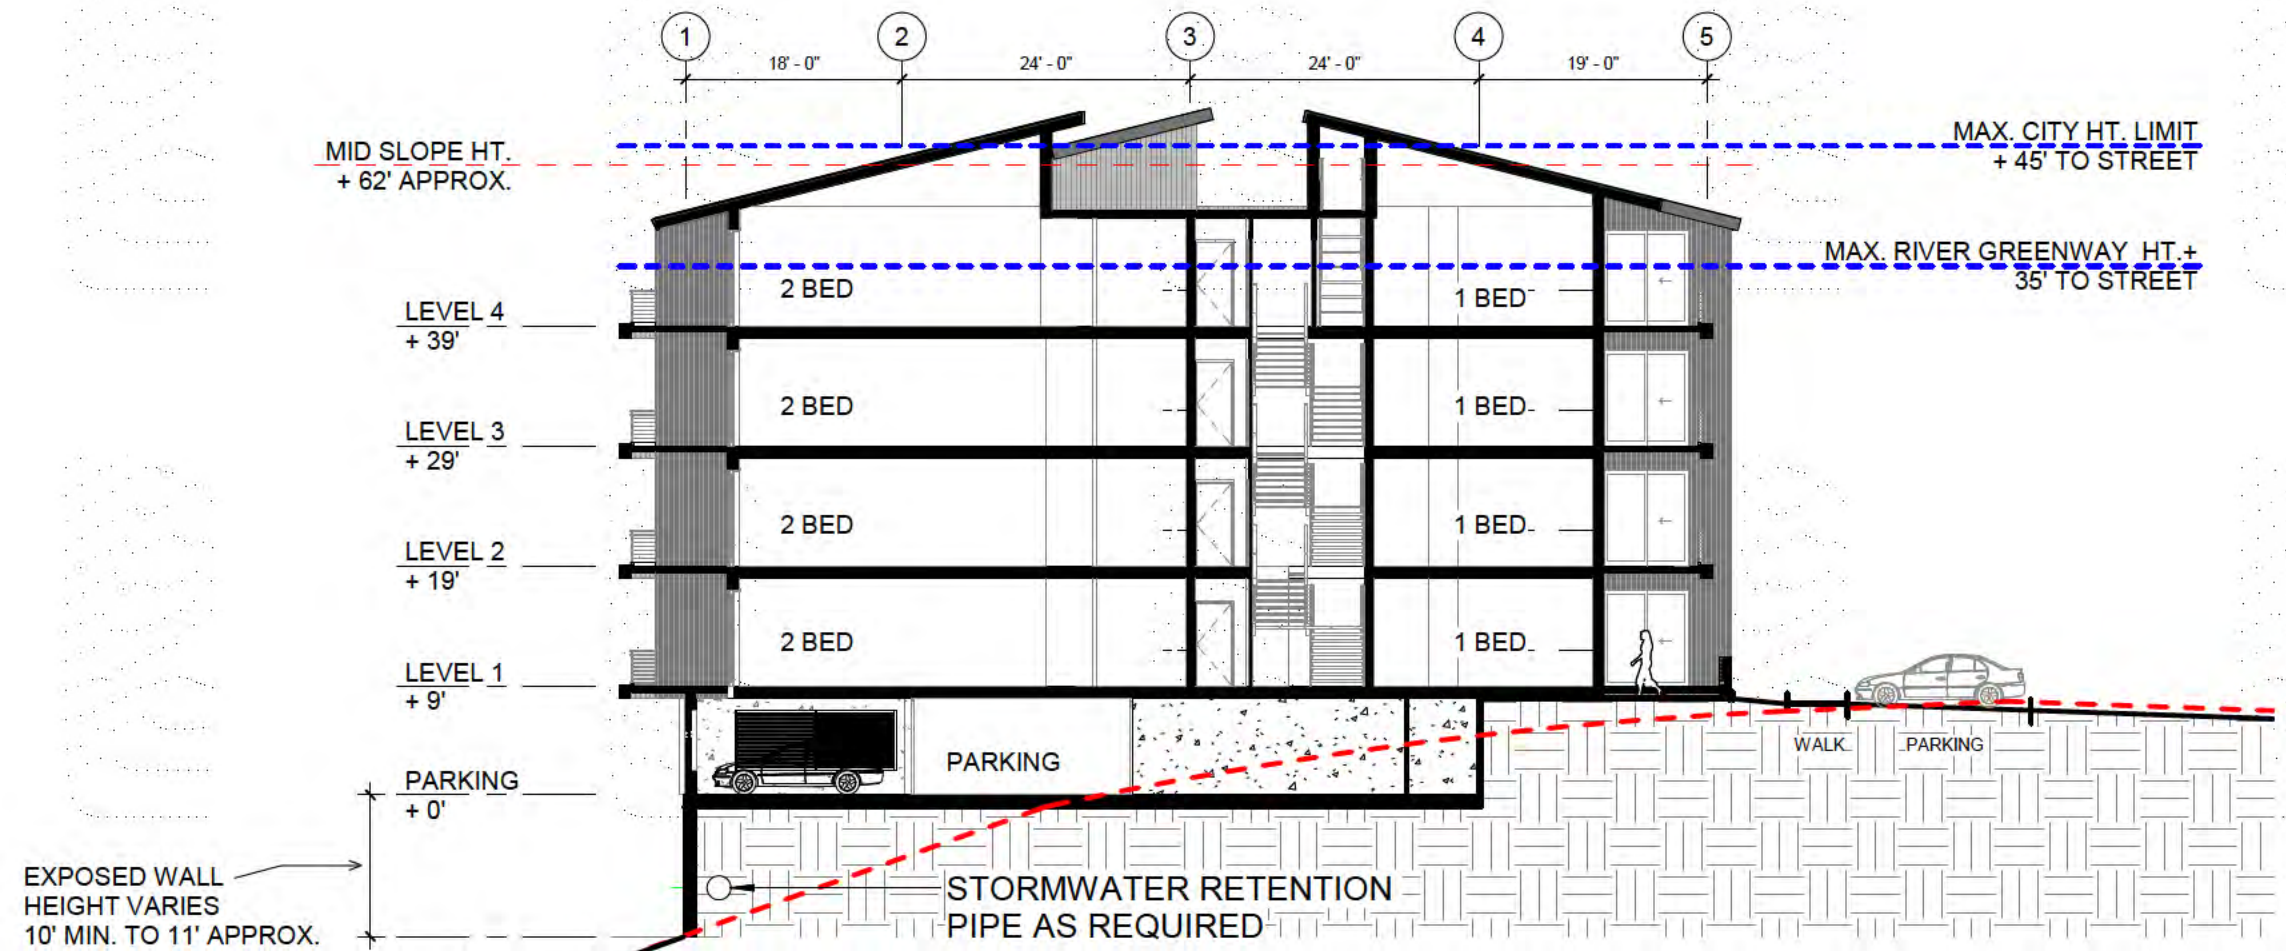 1
2
3
4
5
18' - 0"
24' - 0"
24' - 0"
19' - 0"
MID SLOPE HT.
+ 62' APPROX.
MAX. CITY HT. LIMIT
+ 45' TO STREET
MAX. RIVER GREENWAY HT.+
35' TO STREET
LEVEL 4
+ 39'
2 BED
1 BED
LEVEL 3
+ 29'
2 BED
1 BED
LEVEL 2
+ 19'
2 BED
1 BED
LEVEL 1
+ 9'
2 BED
1 BED
PARKING
+ 0'
PARKING
WALK
PARKING
EXPOSED WALL
HEIGHT VARIES
10' MIN. TO 11' APPROX.
STORMWATER RETENTION
PIPE AS REQUIRED